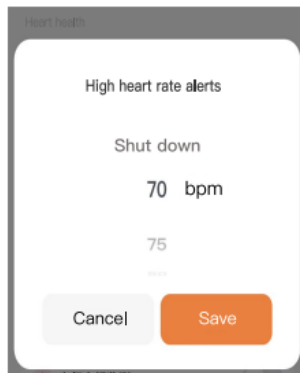 Heart health
High heart rate alerts
Shut down
70 bpm
75
Cancel Save